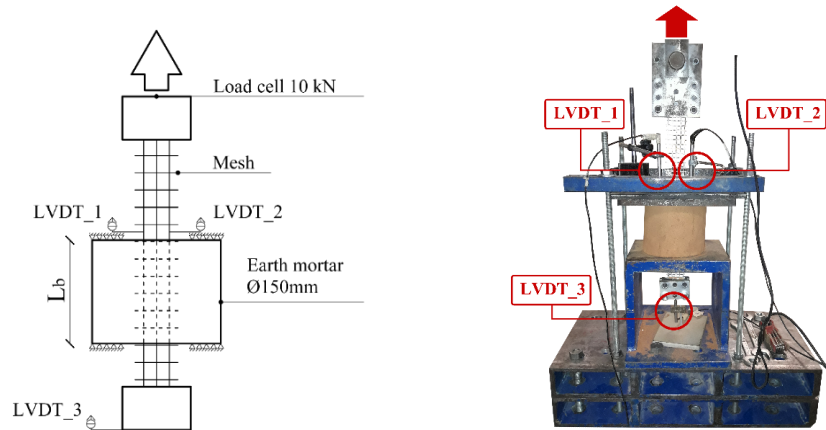 Load cell 10 kN
Mesh
LVDT_1
LVDT_2
Lb
Earth mortar
Ø150mm
LVDT_3
LVDT_1
LVDT_2
LVDT_3